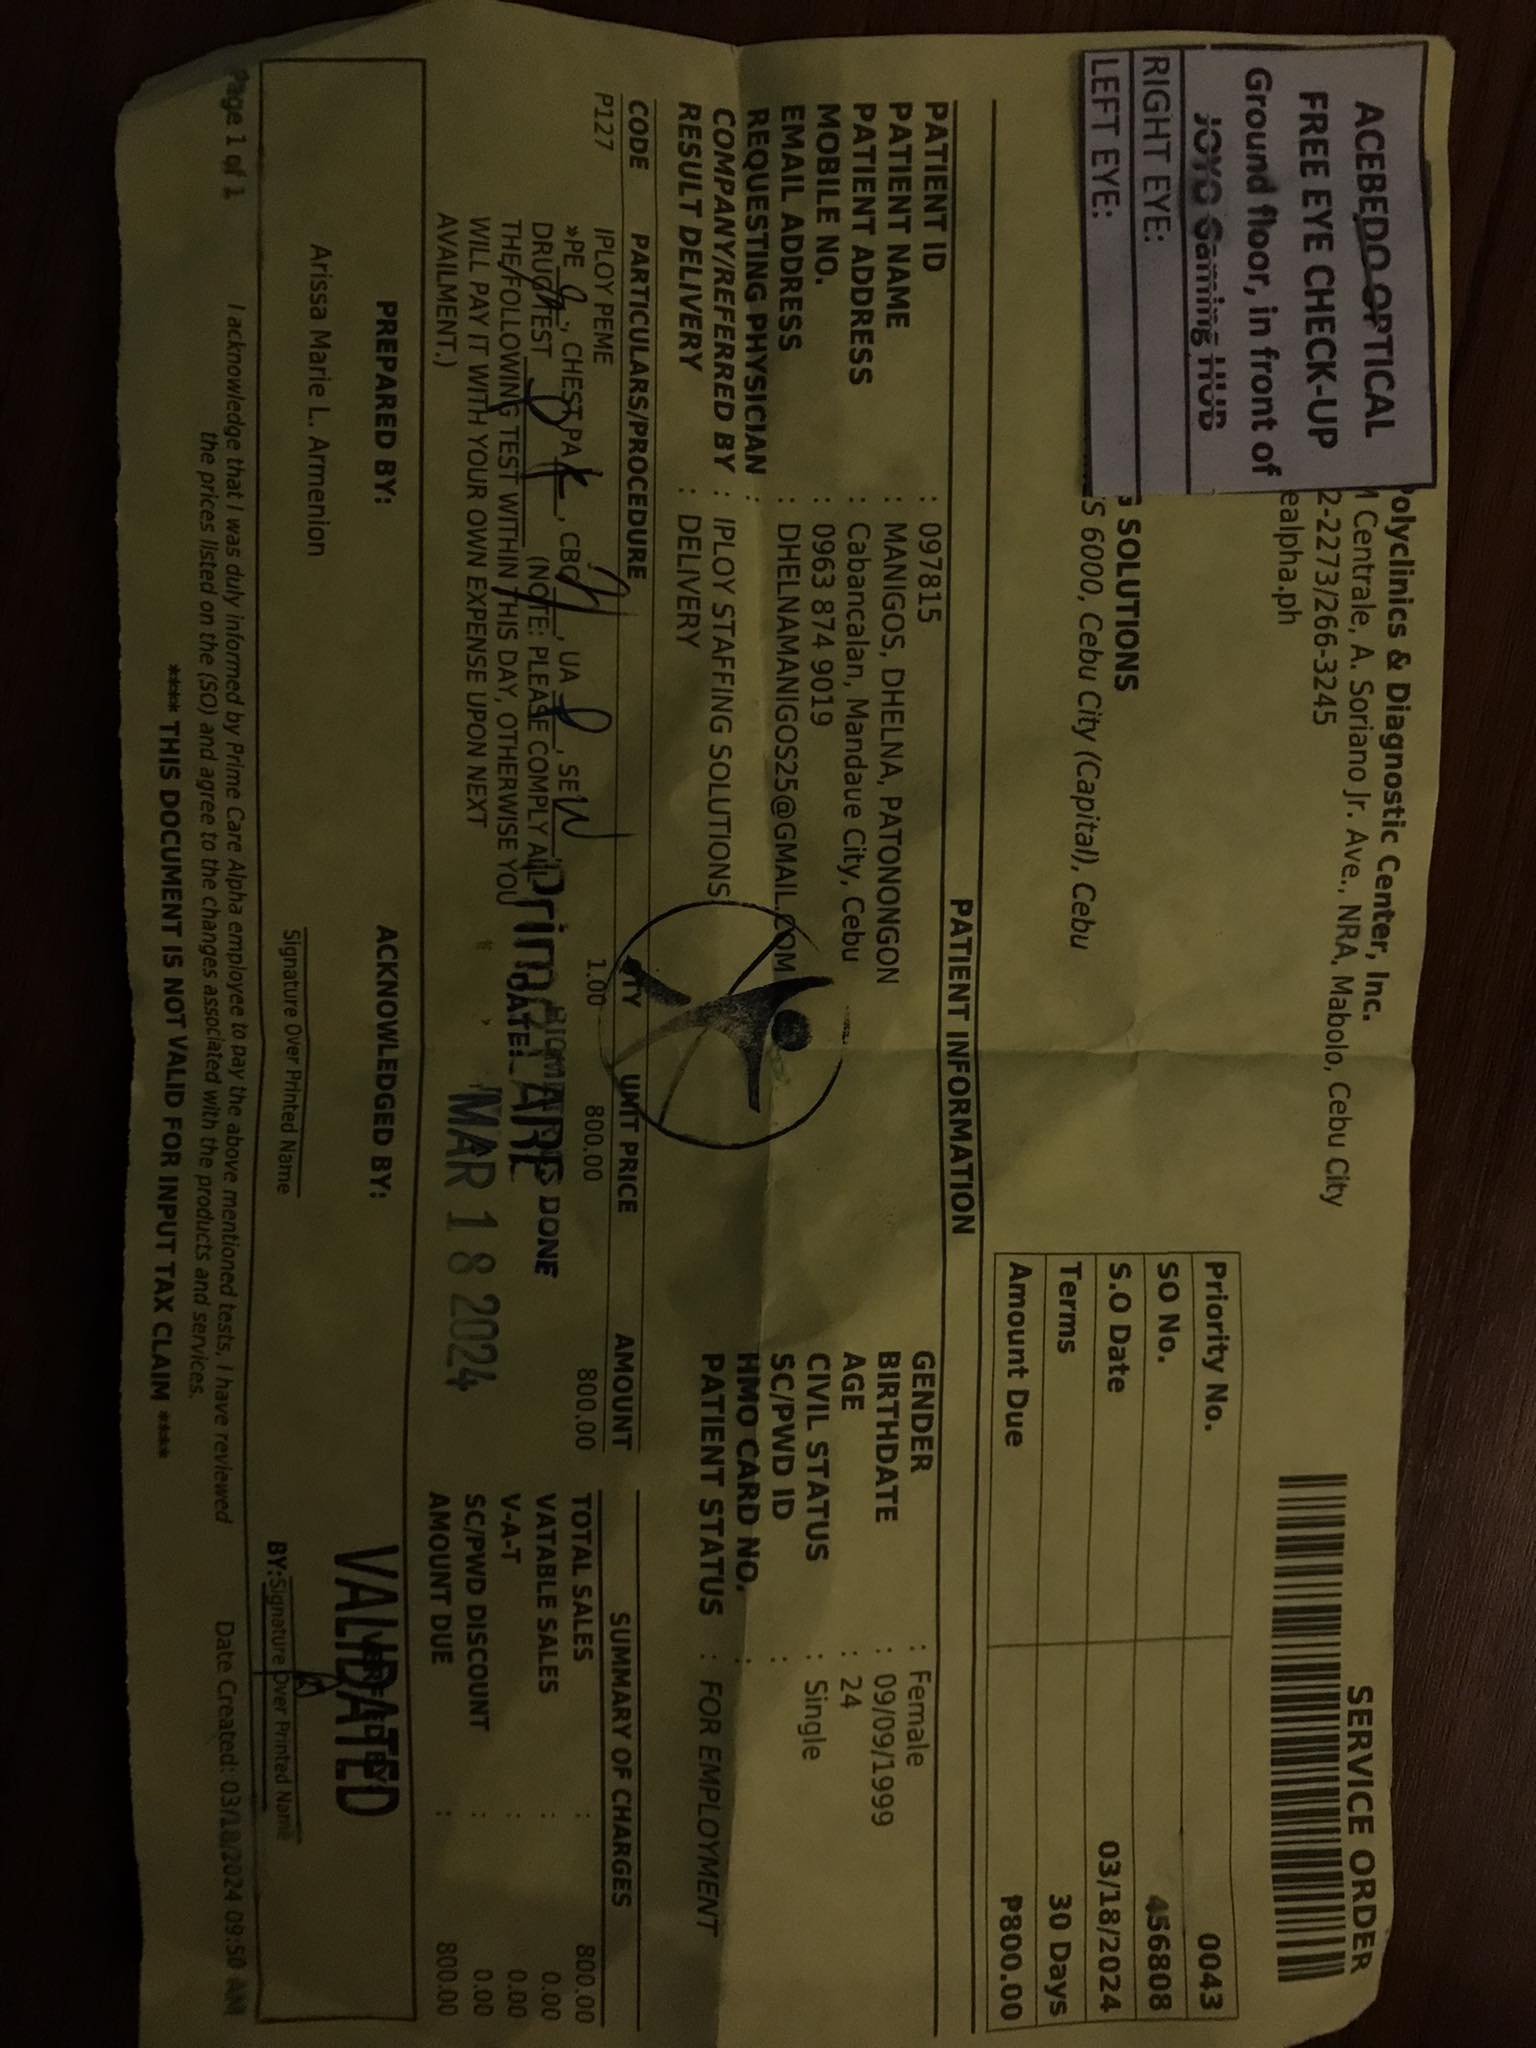 ACEBEDO OPTICAL
FREE EYE CHECK-UP
Ground floor, in front of
JOYO Gaming HUB
RIGHT EYE:
LEFT EYE:
olyclinics & Diagnostic Center, Inc.
Centrale, A. Soriano Jr. Ave., NRA, Mabolo, Cebu City
2-2273/266-3245
ealpha.ph
SERVICE ORDER
SOLUTIONS
S 6000, Cebu City (Capital), Cebu
Priority No. 0043
SO No. 456808
S.O Date 03/18/2024
Terms 30 Days
Amount Due ₱800.00
PATIENT INFORMATION
PATIENT ID : 097815
PATIENT NAME : MANIGOS, DHELNA, PATONONGON
PATIENT ADDRESS : Cabancalan, Mandaue City, Cebu
MOBILE NO. : 0963 874 9019
EMAIL ADDRESS : DHELNAMANIGOS25@GMAIL.COM
REQUESTING PHYSICIAN :
COMPANY/REFERRED BY : IPLOY STAFFING SOLUTIONS
RESULT DELIVERY : DELIVERY
GENDER : Female
BIRTHDATE : 09/09/1999
AGE : 24
CIVIL STATUS : Single
SC/PWD ID :
HMO CARD NO. :
PATIENT STATUS : FOR EMPLOYMENT
CODE PARTICULARS/PROCEDURE QTY UNIT PRICE AMOUNT
P127 IPLOY PEME 1.00 800.00 800.00
»PE , CHEST PA , CBC , UA , SE
DRUGTEST (NOTE: PLEASE COMPLY ALL
THE FOLLOWING TEST WITHIN THIS DAY, OTHERWISE YOU
WILL PAY IT WITH YOUR OWN EXPENSE UPON NEXT
AVAILMENT.)
DONE
DATE:
MAR 18 2024
SUMMARY OF CHARGES
TOTAL SALES : 800.00
VATABLE SALES : 0.00
V-A-T : 0.00
SC/PWD DISCOUNT : 0.00
AMOUNT DUE : 800.00
PREPARED BY:
Arissa Marie L. Armenion
ACKNOWLEDGED BY:
Signature Over Printed Name
VALIDATED
BY:
Signature Over Printed Name
I acknowledge that I was duly informed by Prime Care Alpha employee to pay the above mentioned tests, I have reviewed
the prices listed on the (SO) and agree to the changes associated with the products and services.
Page 1 of 1
Date Created: 03/18/2024 09:50 AM
**** THIS DOCUMENT IS NOT VALID FOR INPUT TAX CLAIM ****